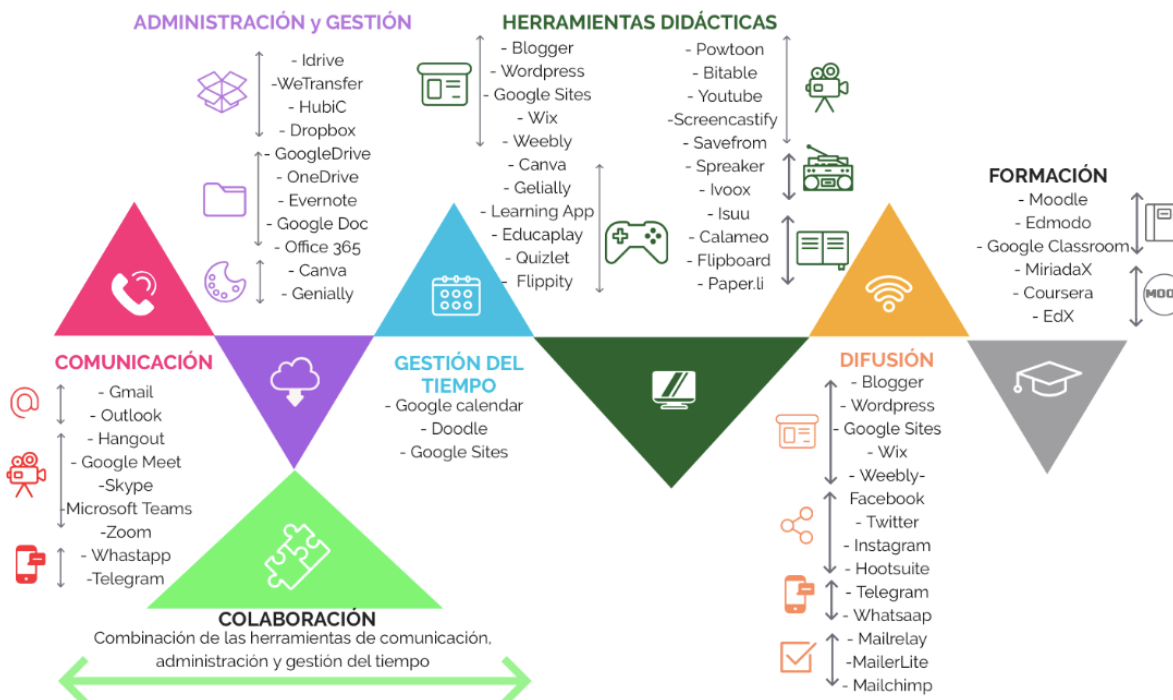 ADMINISTRACIÓN y GESTIÓN
- Idrive
-WeTransfer
- HubiC
- Dropbox
- GoogleDrive
- OneDrive
- Evernote
- Google Doc
- Office 365
- Canva
- Genially
HERRAMIENTAS DIDÁCTICAS
- Blogger
- Wordpress
- Google Sites
- Wix
- Weebly
- Canva
- Gelially
- Learning App
- Educaplay
- Quizlet
- Flippity
- Powtoon
- Bitable
- Youtube
-Screencastify
- Savefrom
- Spreaker
- Ivoox
- Isuu
- Calameo
- Flipboard
- Paper.li
FORMACIÓN
- Moodle
- Edmodo
- Google Classroom
- MiriadaX
- Coursera
- EdX
MOO
COMUNICACIÓN
@
- Gmail
- Outlook
- Hangout
- Google Meet
-Skype
-Microsoft Teams
-Zoom
- Whastapp
-Telegram
GESTIÓN DEL
TIEMPO
- Google calendar
- Doodle
- Google Sites
DIFUSIÓN
- Blogger
- Wordpress
- Google Sites
- Wix
- Weebly-
Facebook
- Twitter
- Instagram
- Hootsuite
- Telegram
- Whatsaap
- Mailrelay
-MailerLite
- Mailchimp
COLABORACIÓN
Combinación de las herramientas de comunicación,
administración y gestión del tiempo